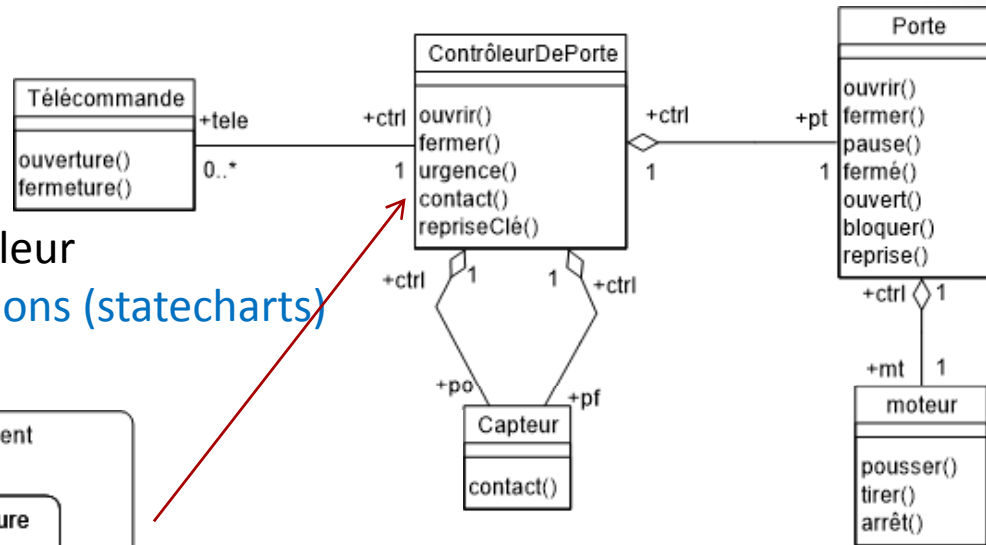 Porte
ContrôleurDePorte
Télécommande
+tele
+ctrl
ouvrir()
fermer()
urgence()
contact()
repriseClé()
+ctrl
+pt
ouvrir()
fermer()
pause()
fermé()
ouvert()
bloquer()
reprise()
ouverture()
fermeture()
0..*
1
1
1
leur
+ctrl
1
1
+ctrl
+ctrl
1
ions (statecharts)
+po
+pf
+mt
1
ent
Capteur
moteur
contact()
pousser()
tirer()
arrêt()
ure